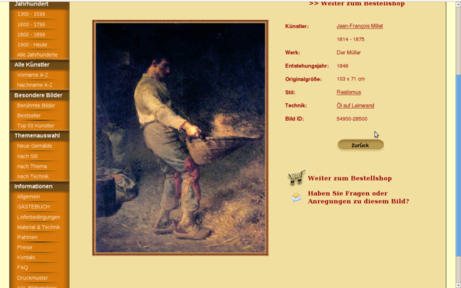 Jahrhundert
1300 - 1599
1600 - 1799
1800 - 1899
1900 - Heute
Alle Jahrhunderte
Alle Künstler
Vorname A-Z
Nachname A-Z
Besondere Bilder
Berühmte Bilder
Bestseller
Top 50 Künstler
Themenauswahl
Neue Gemälde
Nach Stil
Nach Thema
Nach Technik
Informationen
Allgemein
GÄSTEBUCH
Lieferbedingungen
Material & Technik
Rahmen
Presse
Kontakt
FAQ
Druckmuster
>> Weiter zum Bestellshop
Künstler: Jean-François Millet
1814 - 1875
Werk: Der Müller
Entstehungsjahr: 1848
Originalgröße: 103 x 71 cm
Stil: Realismus
Technik: Öl auf Leinwand
Bild ID: 54900-28500
Zurück
Weiter zum Bestellshop
Haben Sie Fragen oder
Anregungen zu diesem Bild?